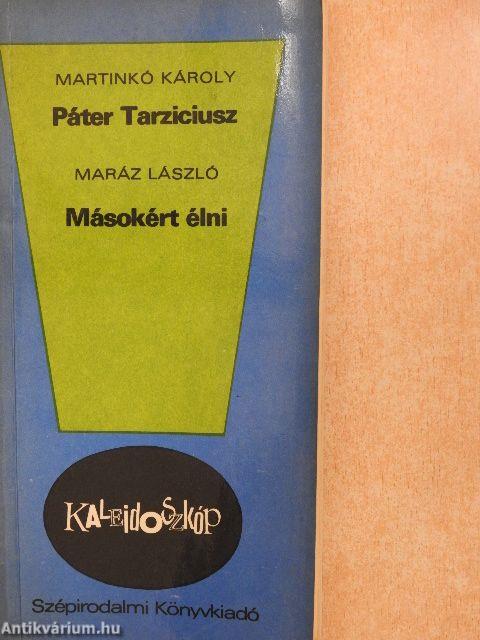 MARTINKÓ KÁROLY
Páter Tarziciusz
MARÁZ LÁSZLÓ
Másokért élni
KALEIDOSZKÓP
Szépirodalmi Könyvkiadó
Antikvárium.hu